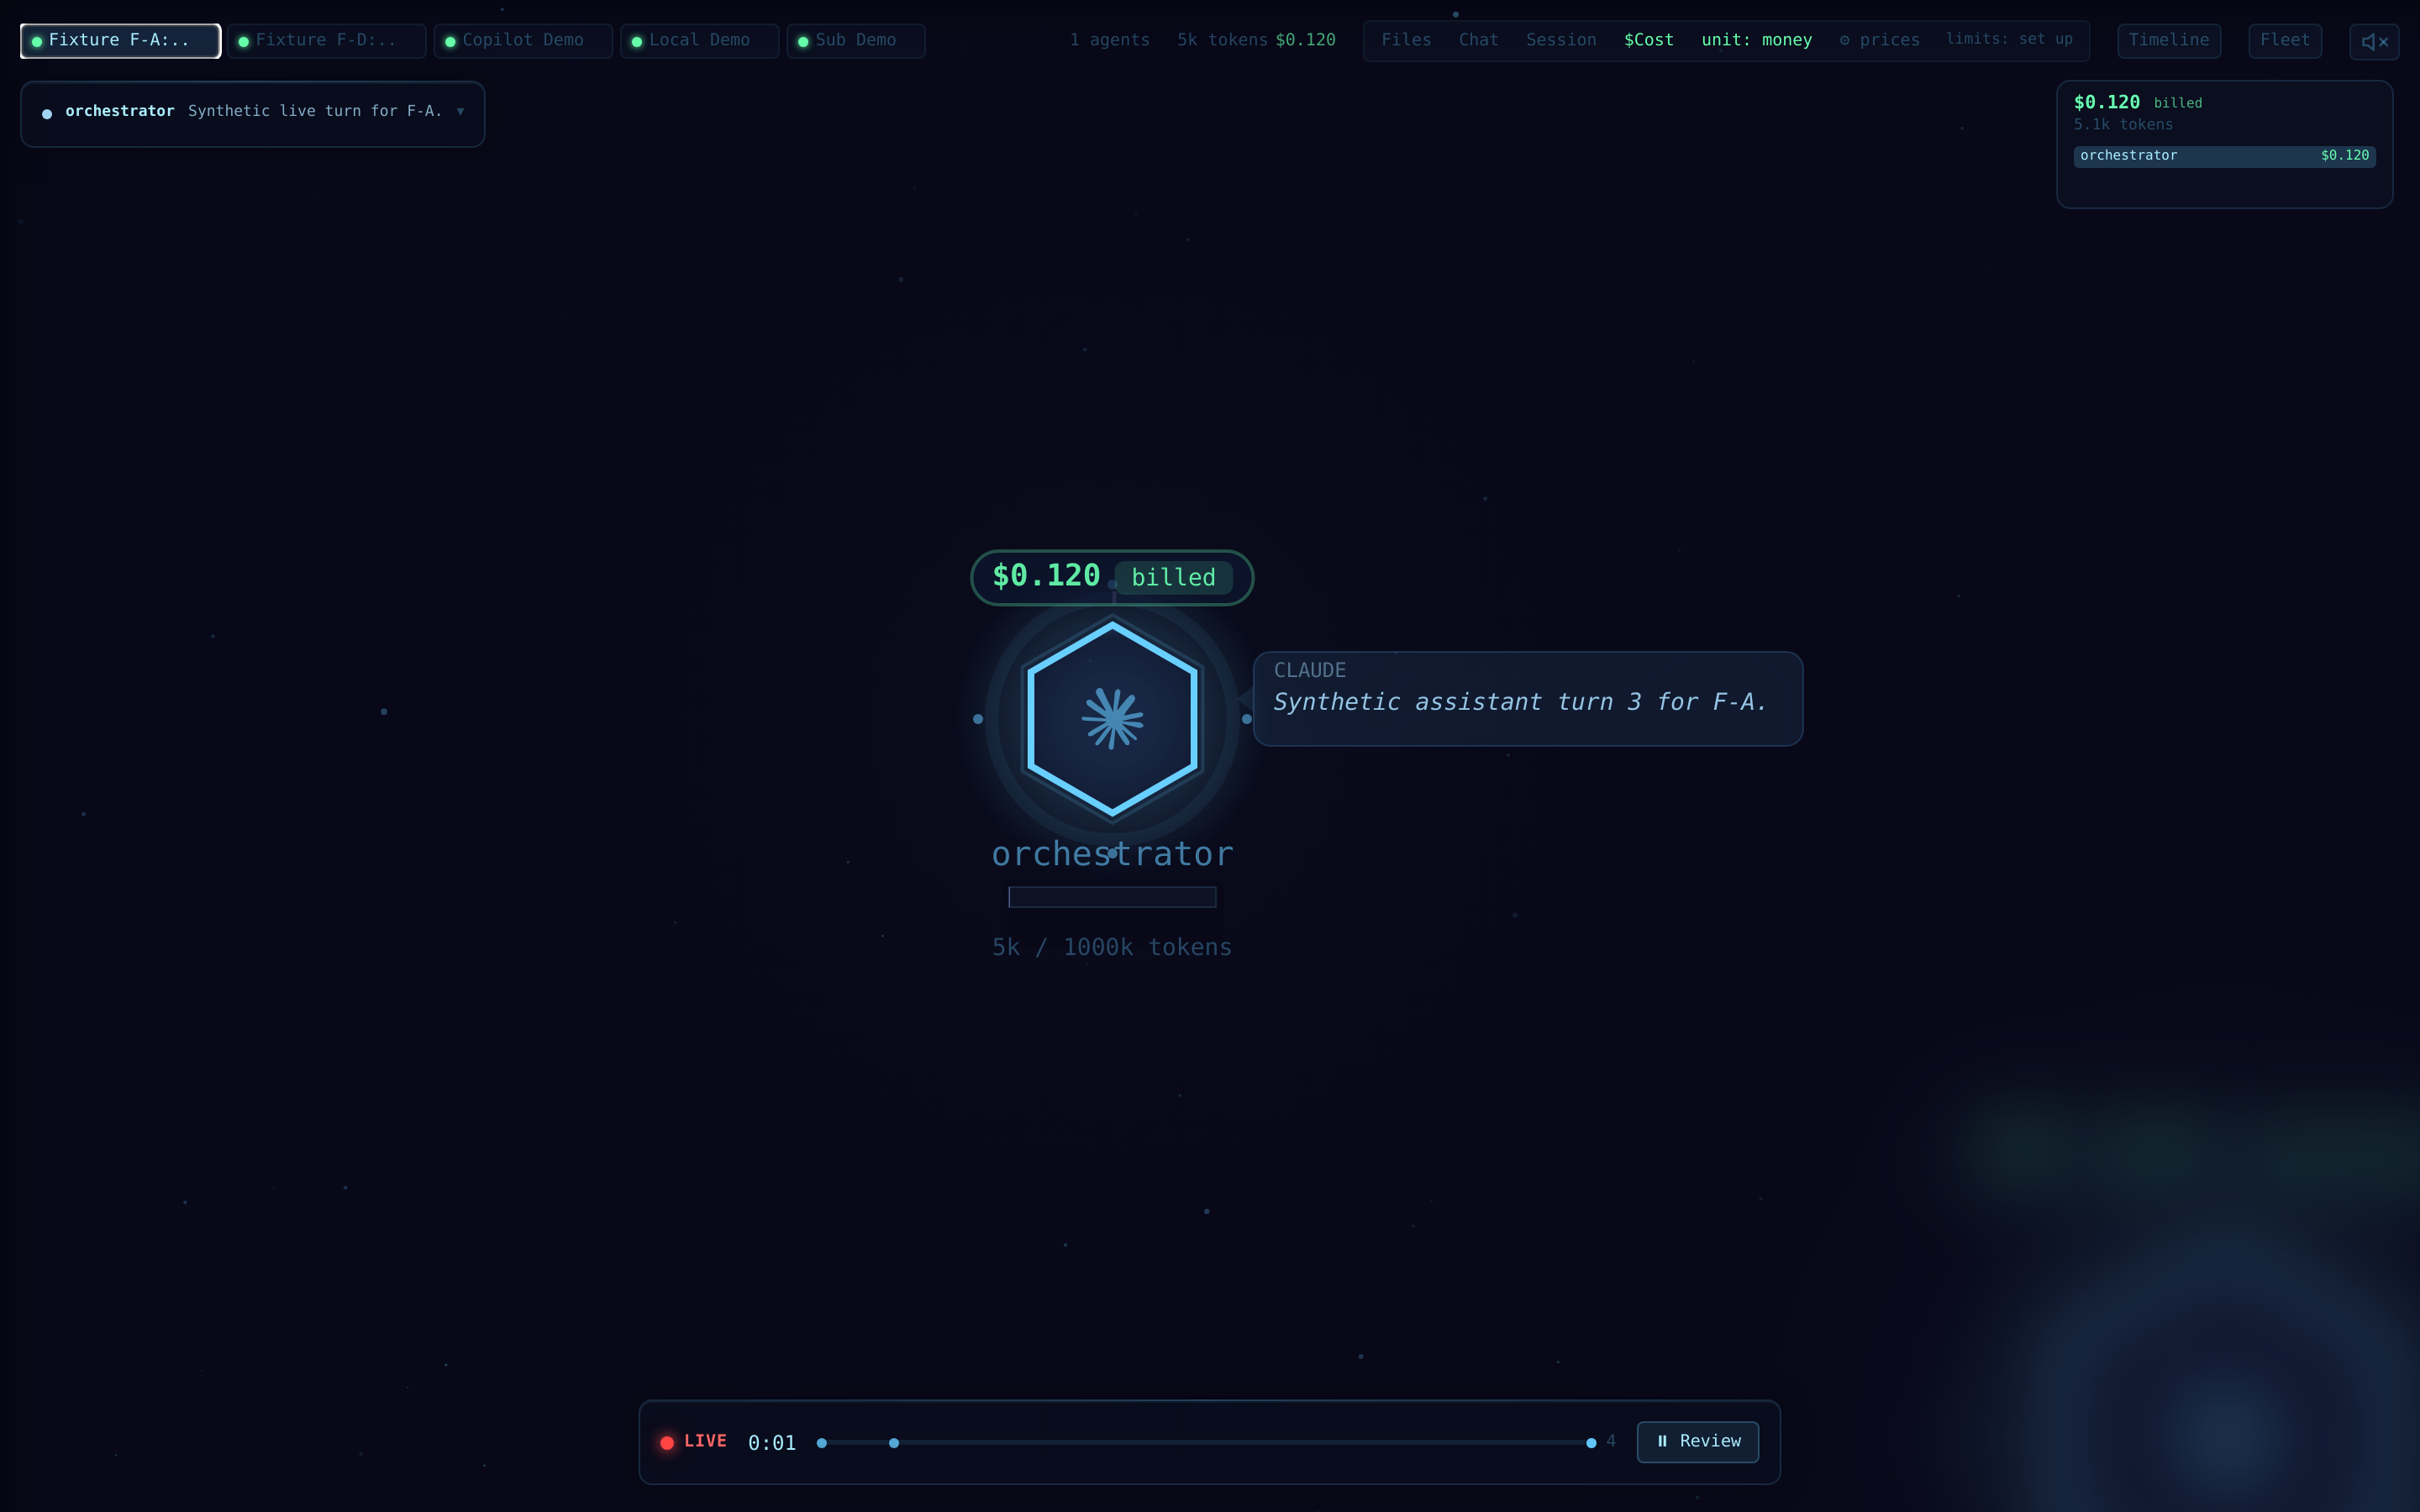 Fixture F-A:.. Fixture F-D:.. Copilot Demo Local Demo Sub Demo 1 agents 5k tokens $0.120 Files Chat Session $Cost unit: money ⚙ prices limits: set up Timeline Fleet
orchestrator Synthetic live turn for F-A. ▼
$0.120 billed
5.1k tokens
orchestrator $0.120
$0.120 billed
CLAUDE
Synthetic assistant turn 3 for F-A.
orchestrator
5k / 1000k tokens
LIVE 0:01 4 Review